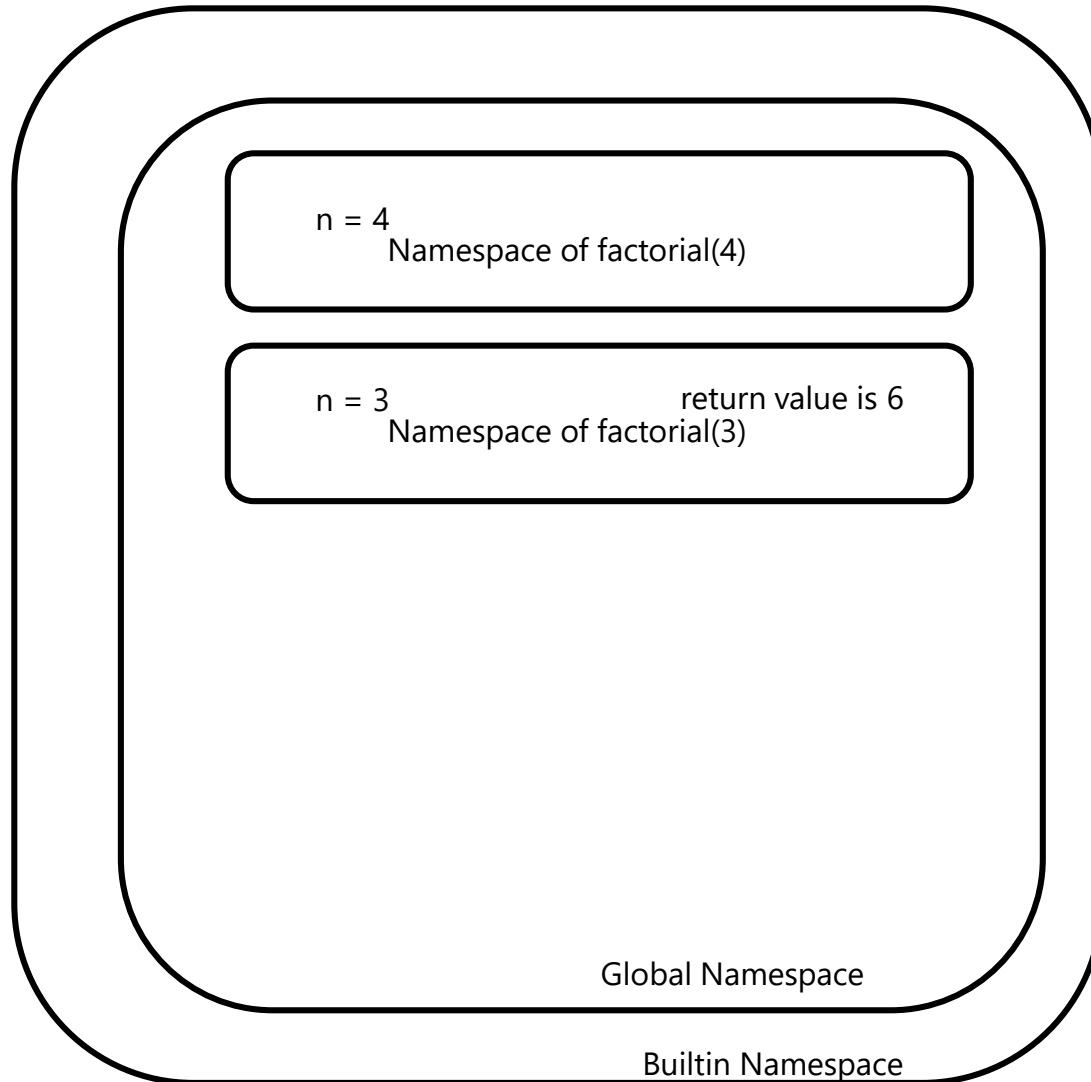 n = 4
Namespace of factorial(4)
n = 3 return value is 6
Namespace of factorial(3)
Global Namespace
Builtin Namespace